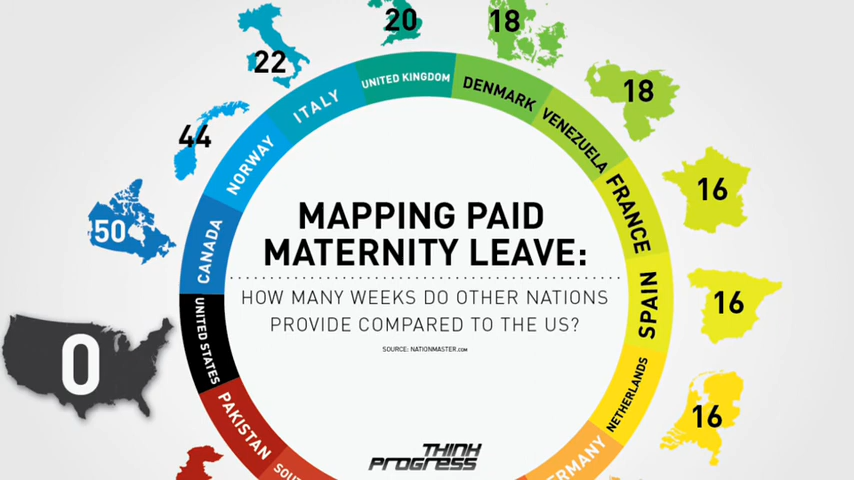 MAPPING PAID
MATERNITY LEAVE:
HOW MANY WEEKS DO OTHER NATIONS
PROVIDE COMPARED TO THE US?
SOURCE: NATIONMASTER.COM
THINK
PROGRESS
UNITED STATES
0
CANADA
50
NORWAY
44
ITALY
22
UNITED KINGDOM
20
DENMARK
18
VENEZUELA
18
FRANCE
16
SPAIN
16
NETHERLANDS
16
PAKISTAN